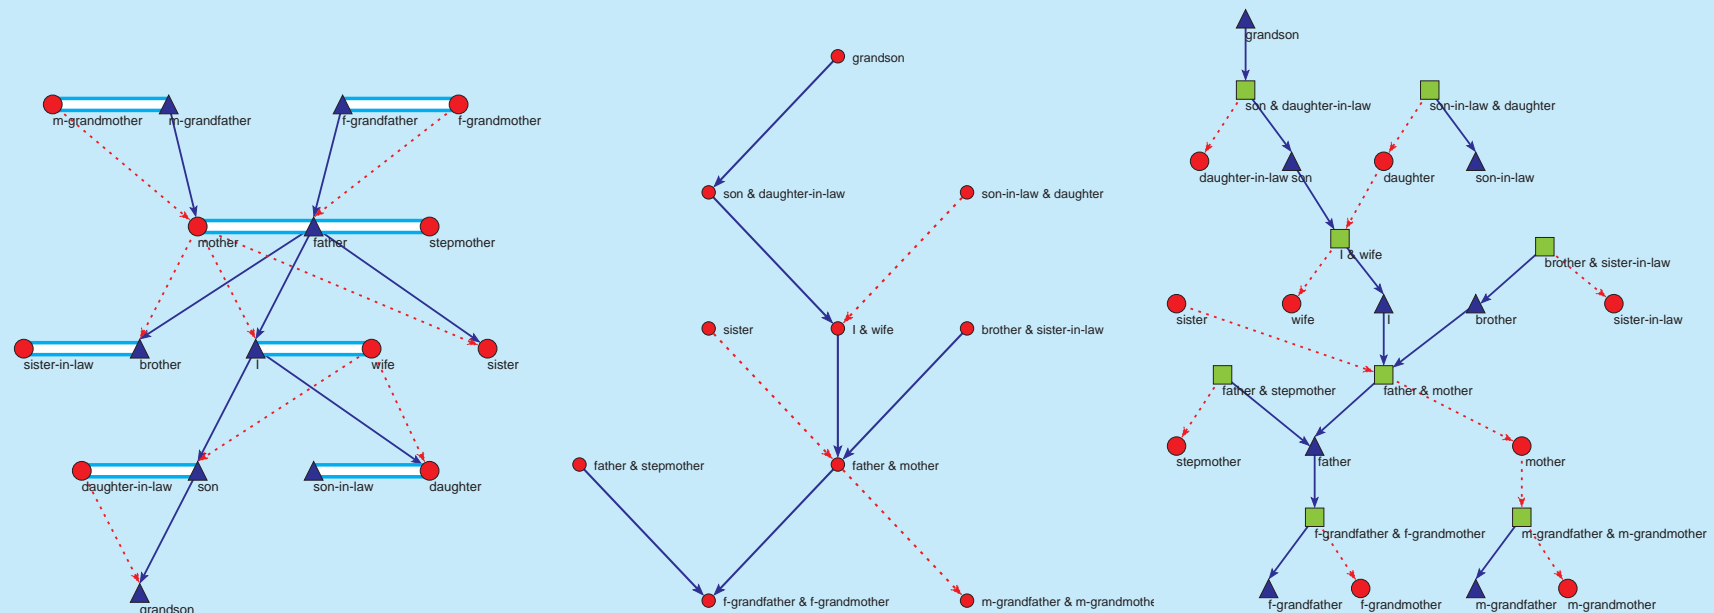 m-grandmother
m-grandfather
f-grandfather
f-grandmother
mother
father
stepmother
sister-in-law
brother
I
wife
sister
daughter-in-law
son
son-in-law
daughter
grandson
grandson
son & daughter-in-law
son-in-law & daughter
sister
I & wife
brother & sister-in-law
father & stepmother
father & mother
f-grandfather & f-grandmother
m-grandfather & m-grandmothe
grandson
son & daughter-in-law
son-in-law & daughter
daughter-in-law
son
daughter
son-in-law
I & wife
brother & sister-in-law
sister
wife
I
brother
sister-in-law
father & stepmother
father & mother
stepmother
father
mother
f-grandfather & f-grandmother
m-grandfather & m-grandmother
f-grandfather
f-grandmother
m-grandfather
m-grandmother